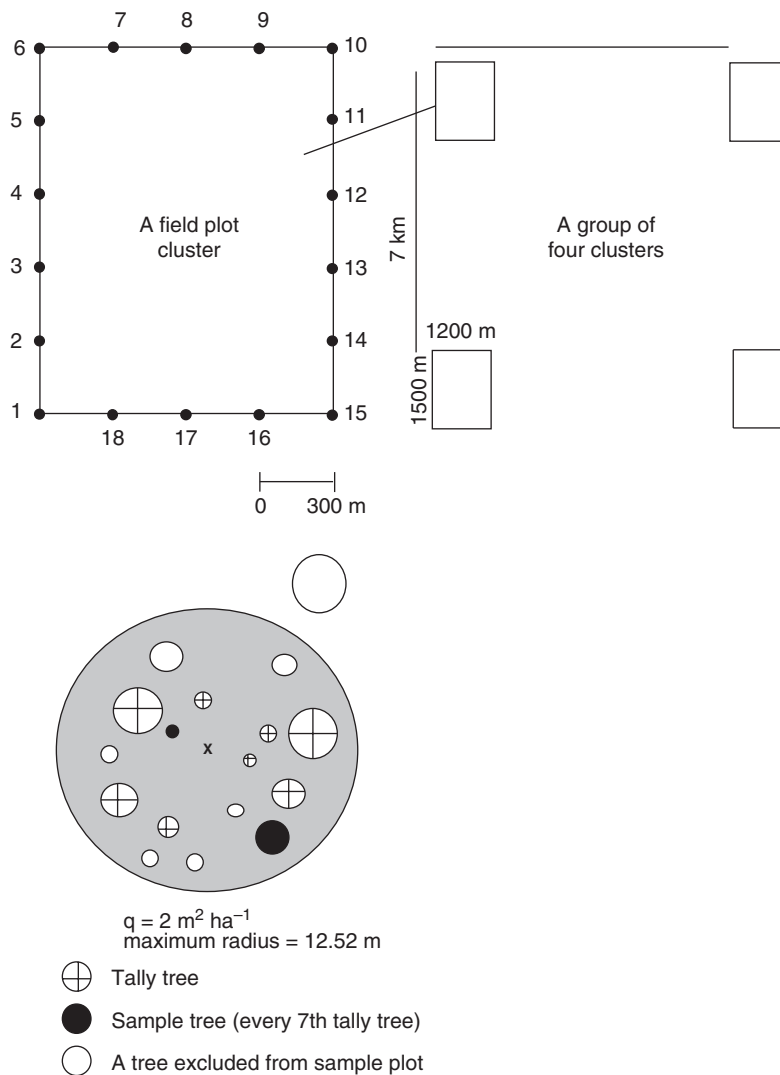 7
8
9
6
10
5
11
4
12
3
13
2
14
1
15
18
17
16
A field plot
cluster
0
300 m
7 km
A group of
four clusters
1200 m
1500 m
x
q = 2 m² ha⁻¹
maximum radius = 12.52 m
Tally tree
Sample tree (every 7th tally tree)
A tree excluded from sample plot